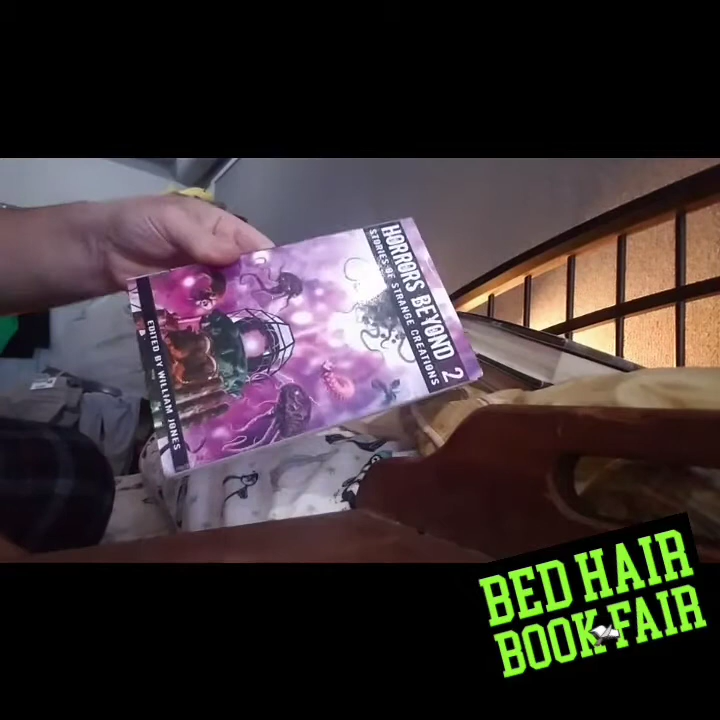 HORRORS BEYOND 2
STORIES OF STRANGE CREATIONS
EDITED BY WILLIAM JONES
BED HAIR
BOOK FAIR